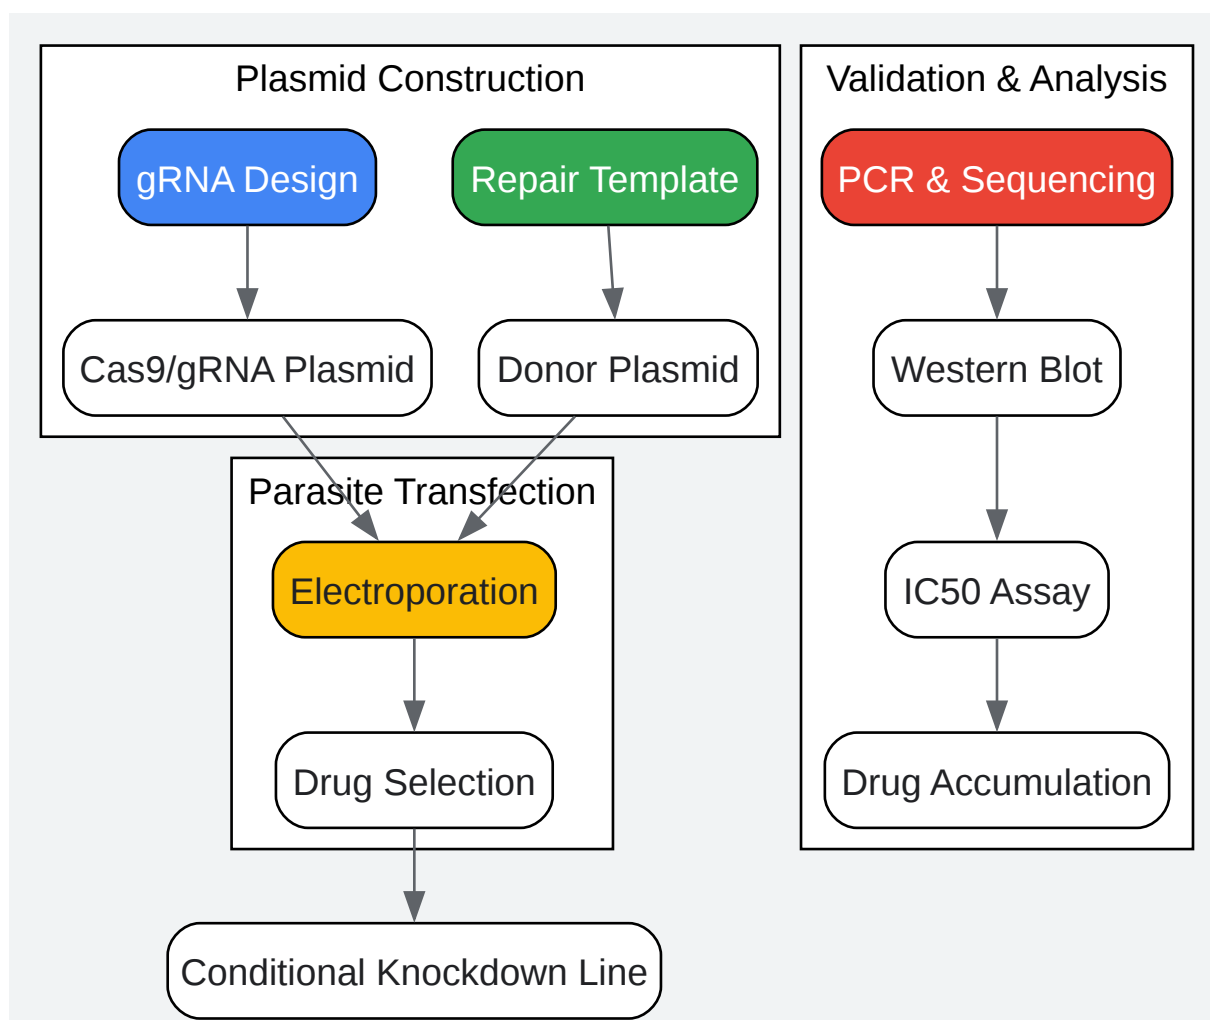 Plasmid Construction
gRNA Design
Repair Template
Cas9/gRNA Plasmid
Donor Plasmid
Parasite Transfection
Electroporation
Drug Selection
Conditional Knockdown Line
Validation & Analysis
PCR & Sequencing
Western Blot
IC50 Assay
Drug Accumulation